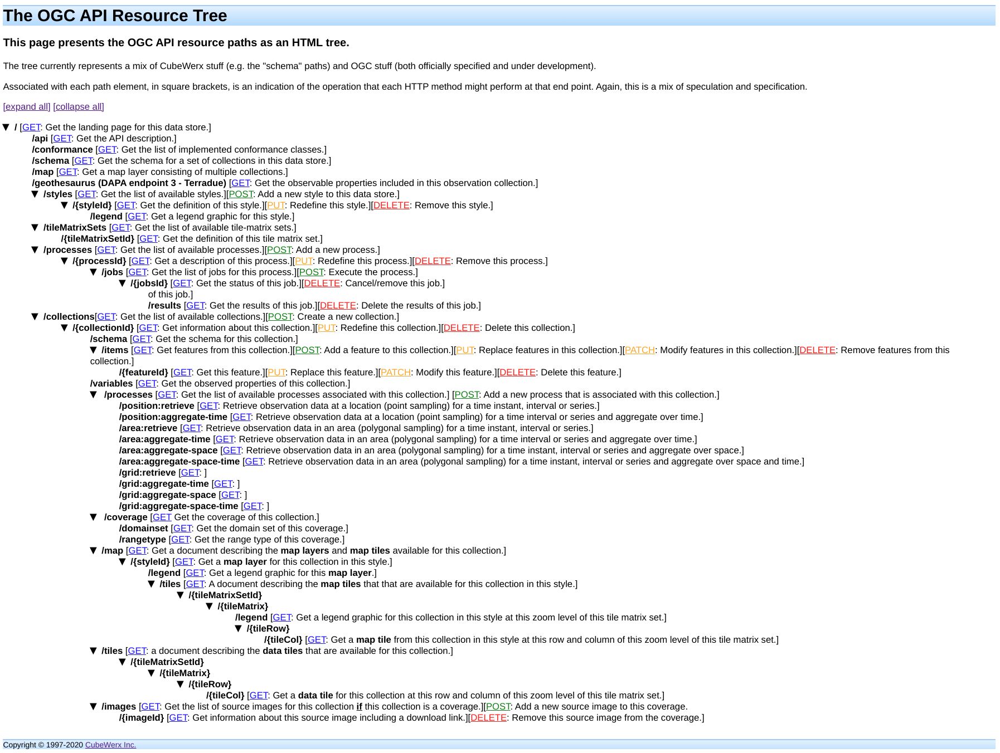 The OGC API Resource Tree
This page presents the OGC API resource paths as an HTML tree.
The tree currently represents a mix of CubeWerx stuff (e.g. the "schema" paths) and OGC stuff (both officially specified and under development).
Associated with each path element, in square brackets, is an indication of the operation that each HTTP method might perform at that end point. Again, this is a mix of speculation and specification.
[expand all] [collapse all]
▼ / [GET: Get the landing page for this data store.]
/api [GET: Get the API description.]
/conformance [GET: Get the list of implemented conformance classes.]
/schema [GET: Get the schema for a set of collections in this data store.]
/map [GET: Get a map layer consisting of multiple collections.]
/geothesaurus (DAPA endpoint 3 - Terradue) [GET: Get the observable properties included in this observation collection.]
▼ /styles [GET: Get the list of available styles.][POST: Add a new style to this data store.]
▼ /{styleId} [GET: Get the definition of this style.][PUT: Redefine this style.][DELETE: Remove this style.]
/legend [GET: Get a legend graphic for this style.]
▼ /tileMatrixSets [GET: Get the list of available tile-matrix sets.]
/{tileMatrixSetId} [GET: Get the definition of this tile matrix set.]
▼ /processes [GET: Get the list of available processes.][POST: Add a new process.]
▼ /{processId} [GET: Get a description of this process.][PUT: Redefine this process.][DELETE: Remove this process.]
▼ /jobs [GET: Get the list of jobs for this process.][POST: Execute the process.]
▼ /{jobsId} [GET: Get the status of this job.][DELETE: Cancel/remove this job.]
of this job.]
/results [GET: Get the results of this job.][DELETE: Delete the results of this job.]
▼ /collections[GET: Get the list of available collections.][POST: Create a new collection.]
▼ /{collectionId} [GET: Get information about this collection.][PUT: Redefine this collection.][DELETE: Delete this collection.]
/schema [GET: Get the schema for this collection.]
▼ /items [GET: Get features from this collection.][POST: Add a feature to this collection.][PUT: Replace features in this collection.][PATCH: Modify features in this collection.][DELETE: Remove features from this
collection.]
/{featureId} [GET: Get this feature.][PUT: Replace this feature.][PATCH: Modify this feature.][DELETE: Delete this feature.]
/variables [GET: Get the observed properties of this collection.]
▼ /processes [GET: Get the list of available processes associated with this collection.] [POST: Add a new process that is associated with this collection.]
/position:retrieve [GET: Retrieve observation data at a location (point sampling) for a time instant, interval or series.]
/position:aggregate-time [GET: Retrieve observation data at a location (point sampling) for a time interval or series and aggregate over time.]
/area:retrieve [GET: Retrieve observation data in an area (polygonal sampling) for a time instant, interval or series.]
/area:aggregate-time [GET: Retrieve observation data in an area (polygonal sampling) for a time interval or series and aggregate over time.]
/area:aggregate-space [GET: Retrieve observation data in an area (polygonal sampling) for a time instant, interval or series and aggregate over space.]
/area:aggregate-space-time [GET: Retrieve observation data in an area (polygonal sampling) for a time instant, interval or series and aggregate over space and time.]
/grid:retrieve [GET: ]
/grid:aggregate-time [GET: ]
/grid:aggregate-space [GET: ]
/grid:aggregate-space-time [GET: ]
▼ /coverage [GET Get the coverage of this collection.]
/domainset [GET: Get the domain set of this coverage.]
/rangetype [GET: Get the range type of this coverage.]
▼ /map [GET: Get a document describing the map layers and map tiles available for this collection.]
▼ /{styleId} [GET: Get a map layer for this collection in this style.]
/legend [GET: Get a legend graphic for this map layer.]
▼ /tiles [GET: A document describing the map tiles that that are available for this collection in this style.]
▼ /{tileMatrixSetId}
▼ /{tileMatrix}
/legend [GET: Get a legend graphic for this collection in this style at this zoom level of this tile matrix set.]
▼ /{tileRow}
/{tileCol} [GET: Get a map tile from this collection in this style at this row and column of this zoom level of this tile matrix set.]
▼ /tiles [GET: a document describing the data tiles that are available for this collection.]
▼ /{tileMatrixSetId}
▼ /{tileMatrix}
▼ /{tileRow}
/{tileCol} [GET: Get a data tile for this collection at this row and column of this zoom level of this tile matrix set.]
▼ /images [GET: Get the list of source images for this collection if this collection is a coverage.][POST: Add a new source image to this coverage.
/{imageId} [GET: Get information about this source image including a download link.][DELETE: Remove this source image from the coverage.]
Copyright © 1997-2020 CubeWerx Inc.